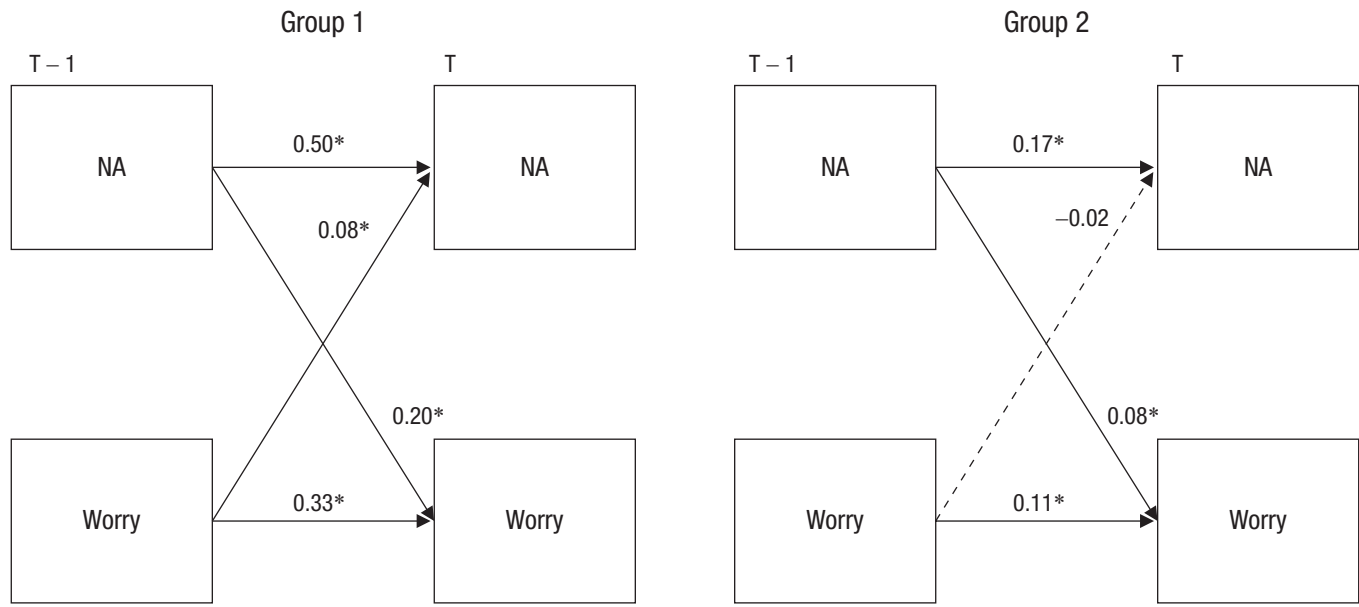 Group 1
T – 1
T
NA
0.50*
NA
0.08*
0.20*
Worry
0.33*
Worry
Group 2
T – 1
T
NA
0.17*
NA
–0.02
0.08*
Worry
0.11*
Worry